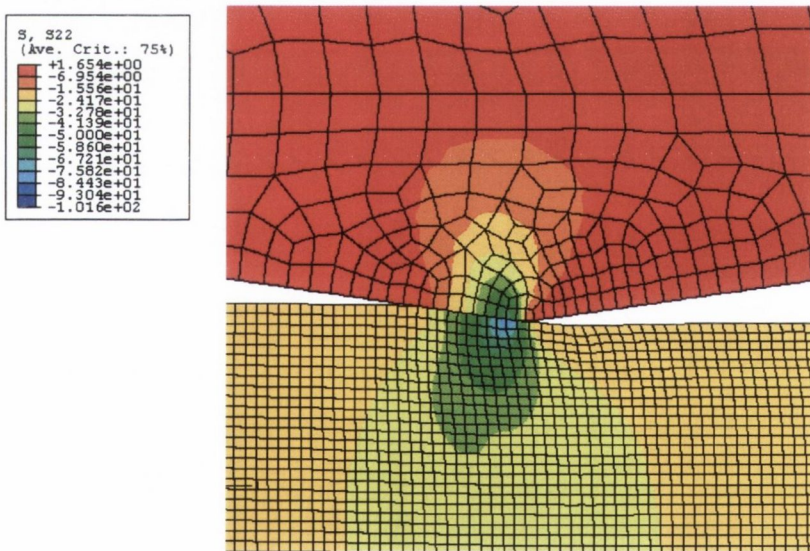 S, S22
(Ave. Crit.: 75%)
+1.654e+00
-6.954e+00
-1.556e+01
-2.417e+01
-3.278e+01
-4.139e+01
-5.000e+01
-5.860e+01
-6.721e+01
-7.582e+01
-8.443e+01
-9.304e+01
-1.016e+02